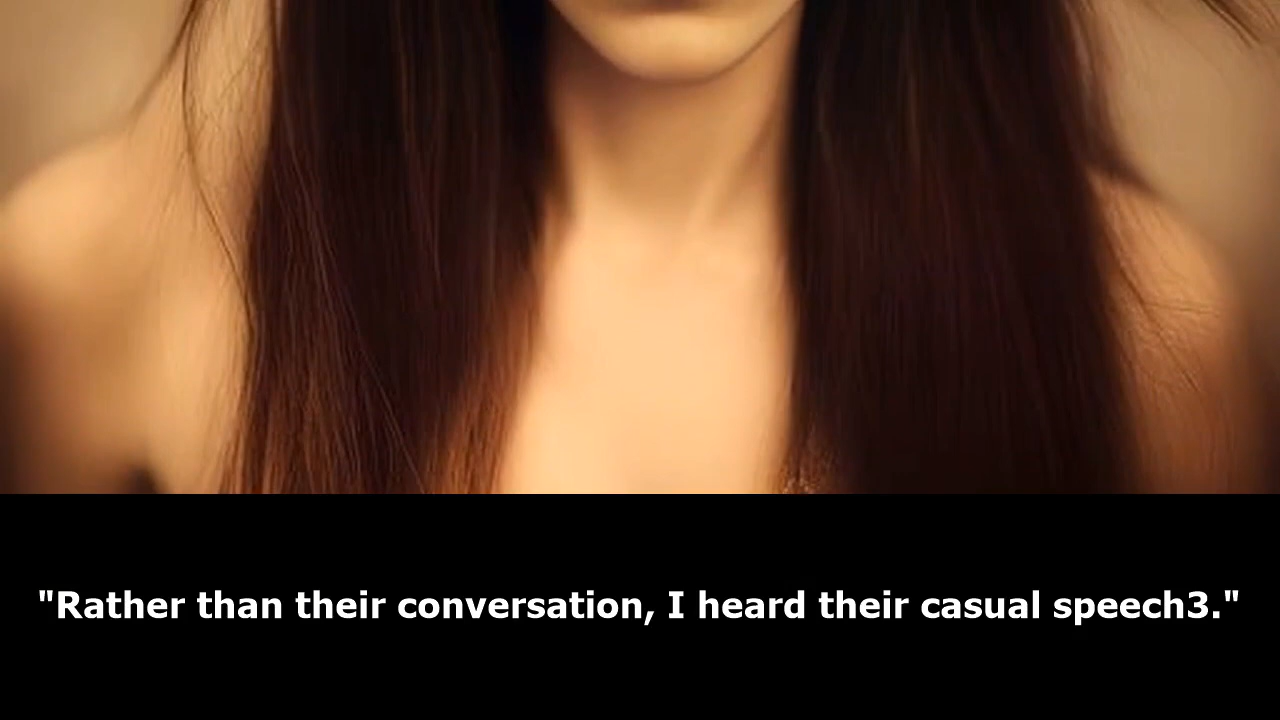 "Rather than their conversation, I heard their casual speech3."